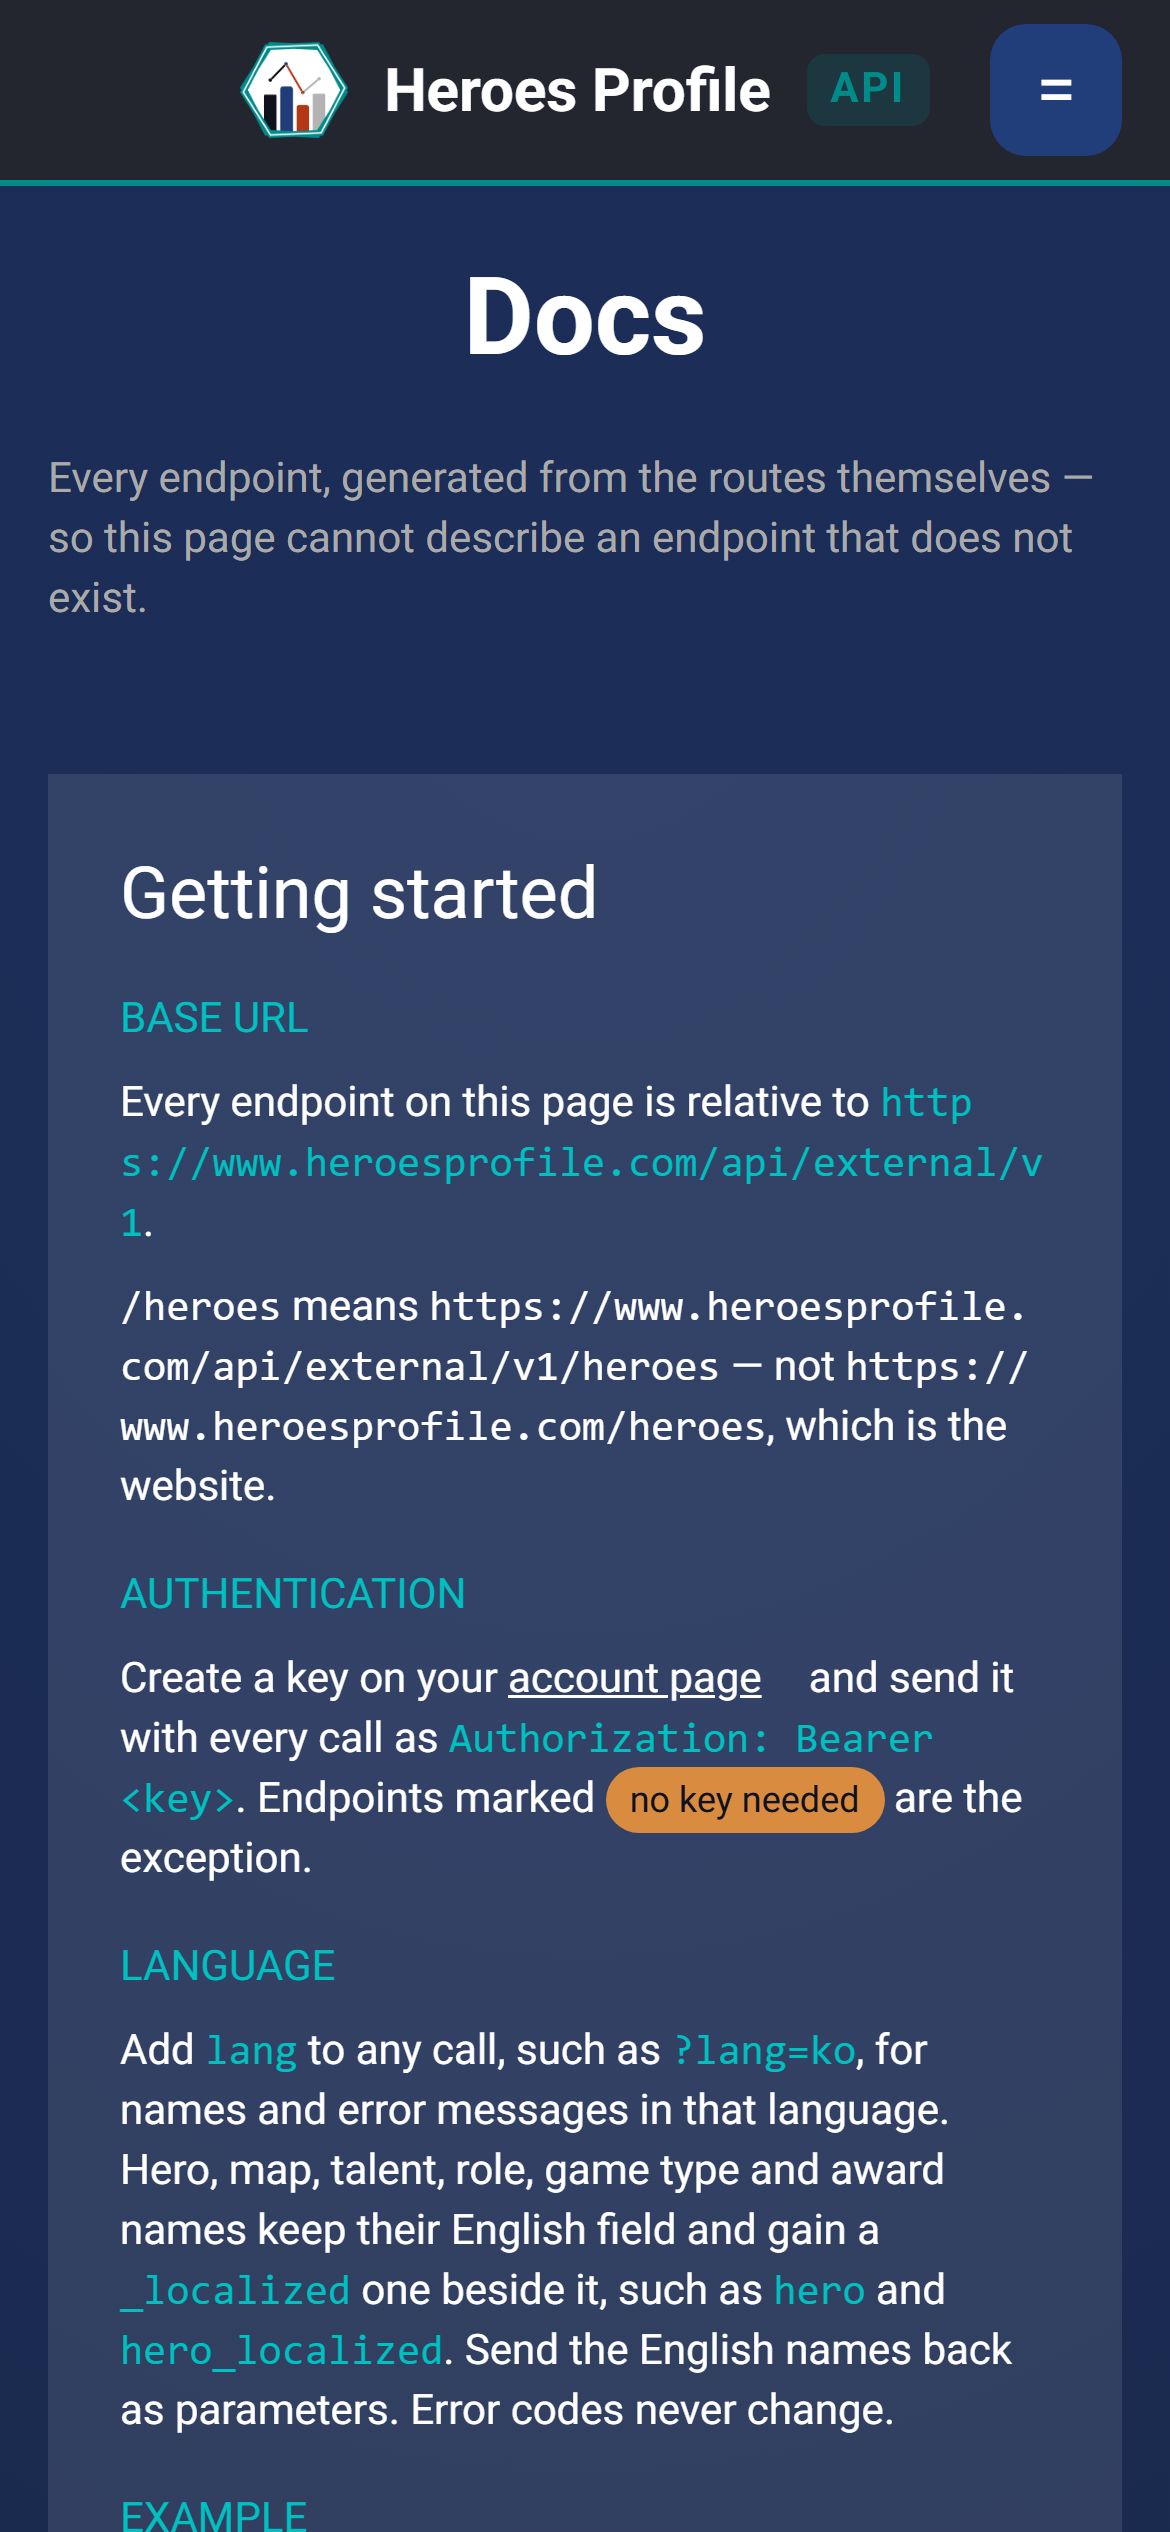 Heroes Profile API =
Docs
Every endpoint, generated from the routes themselves —
so this page cannot describe an endpoint that does not
exist.
Getting started
BASE URL
Every endpoint on this page is relative to http
s://www.heroesprofile.com/api/external/v
1.
/heroes means https://www.heroesprofile.
com/api/external/v1/heroes — not https://
www.heroesprofile.com/heroes, which is the
website.
AUTHENTICATION
Create a key on your account page and send it
with every call as Authorization: Bearer
<key>. Endpoints marked no key needed are the
exception.
LANGUAGE
Add lang to any call, such as ?lang=ko, for
names and error messages in that language.
Hero, map, talent, role, game type and award
names keep their English field and gain a
_localized one beside it, such as hero and
hero_localized. Send the English names back
as parameters. Error codes never change.
EXAMPLE